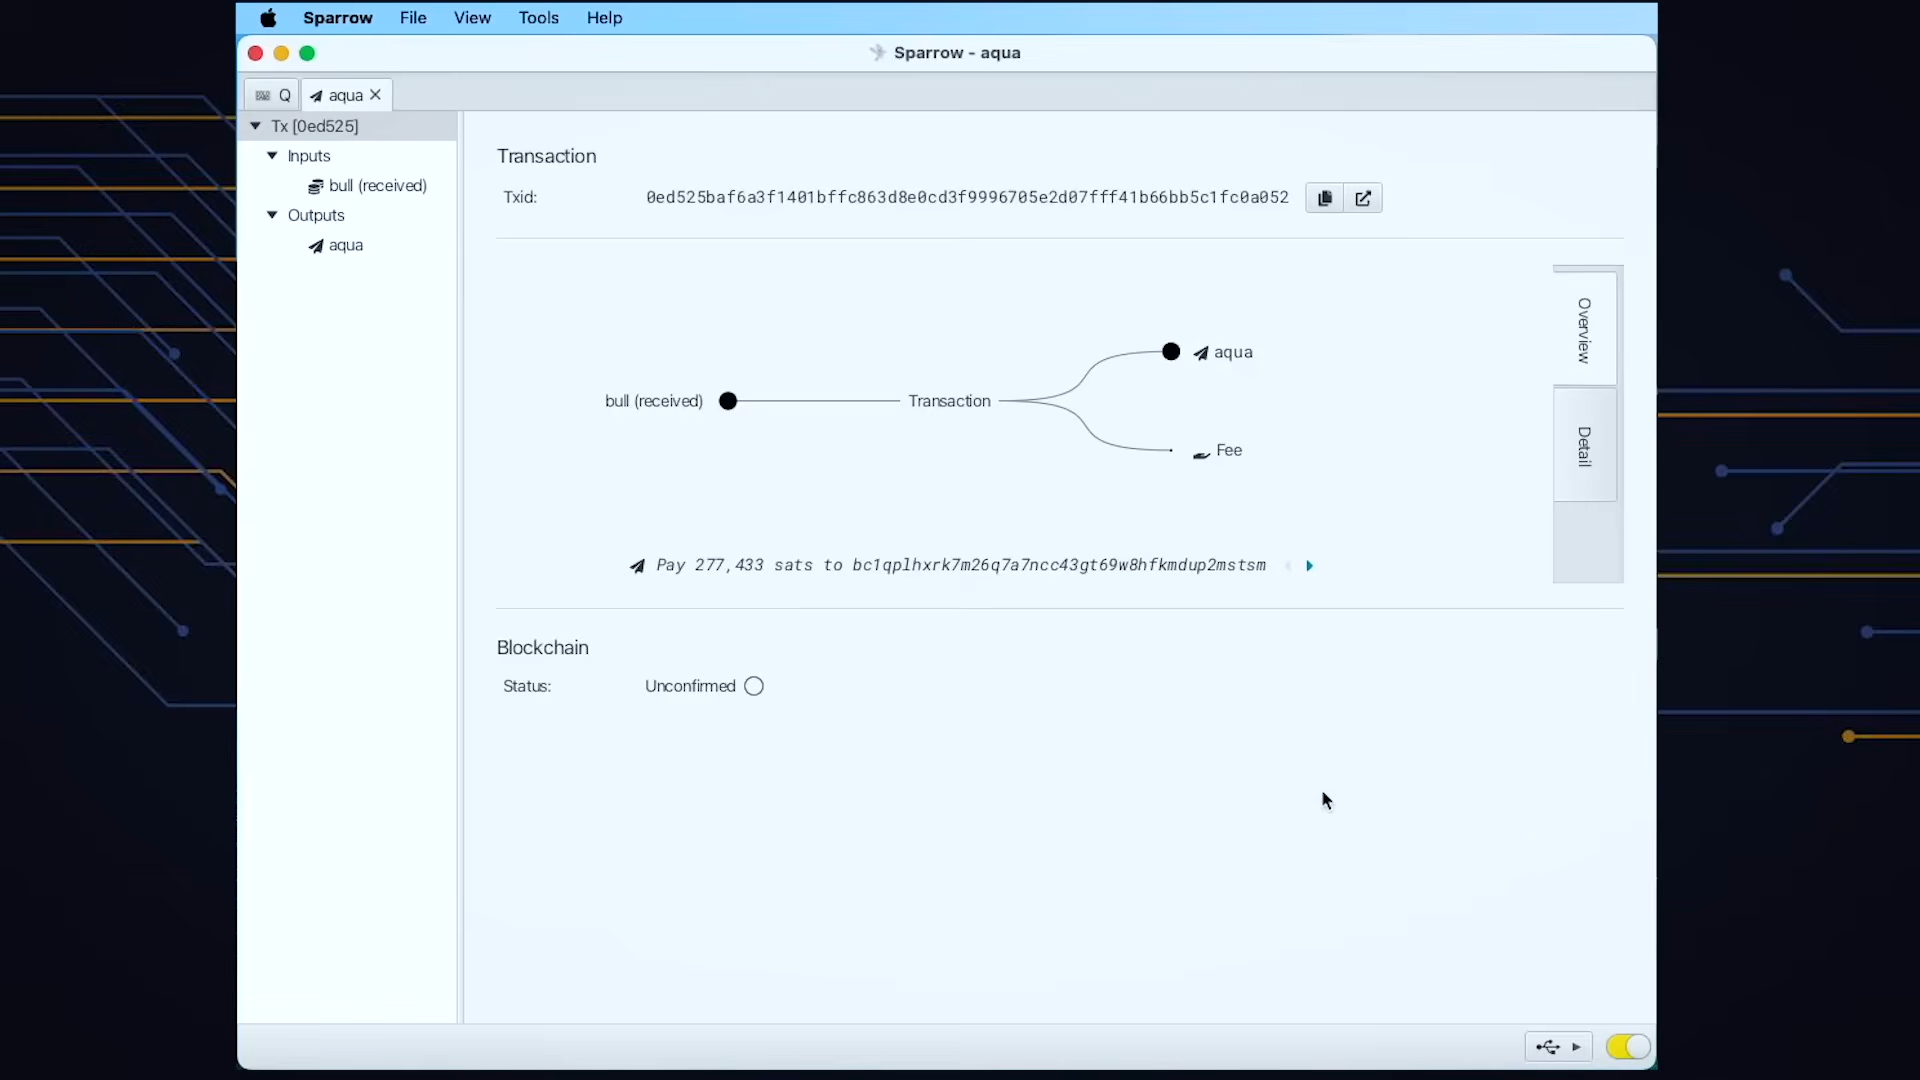 Sparrow File View Tools Help
Sparrow - aqua
Q aqua
Tx [0ed525]
Inputs
bull (received)
Outputs
aqua
Transaction
Txid: 0ed525baf6a3f1401bffc863d8e0cd3f9996705e2d07fff41b66bb5c1fc0a052
aqua
bull (received) Transaction
Fee
Overview
Detail
Pay 277,433 sats to bc1qplhxrk7m26q7a7ncc43gt69w8hfkmdup2mstsm
Blockchain
Status: Unconfirmed